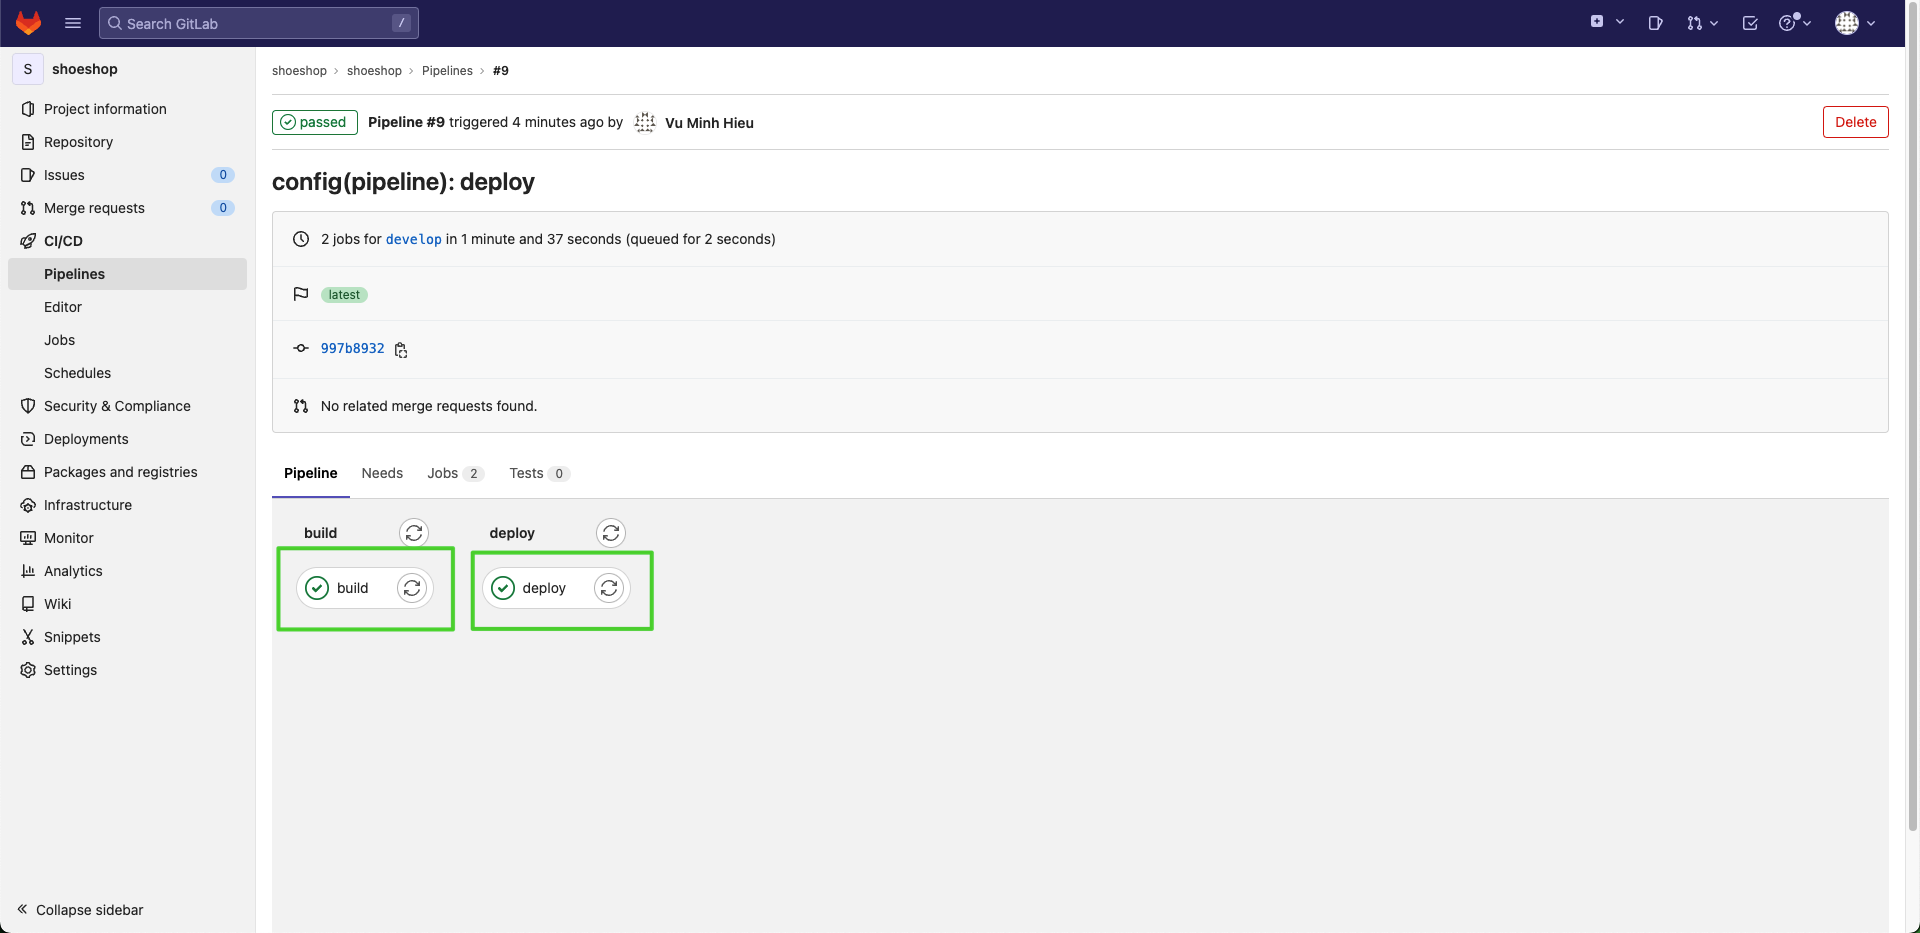 Search GitLab /
S shoeshop
Project information
Repository
Issues 0
Merge requests 0
CI/CD
Pipelines
Editor
Jobs
Schedules
Security & Compliance
Deployments
Packages and registries
Infrastructure
Monitor
Analytics
Wiki
Snippets
Settings
Collapse sidebar
shoeshop › shoeshop › Pipelines › #9
passed Pipeline #9 triggered 4 minutes ago by Vu Minh Hieu Delete
config(pipeline): deploy
2 jobs for develop in 1 minute and 37 seconds (queued for 2 seconds)
latest
997b8932
No related merge requests found.
Pipeline Needs Jobs 2 Tests 0
build deploy
build deploy